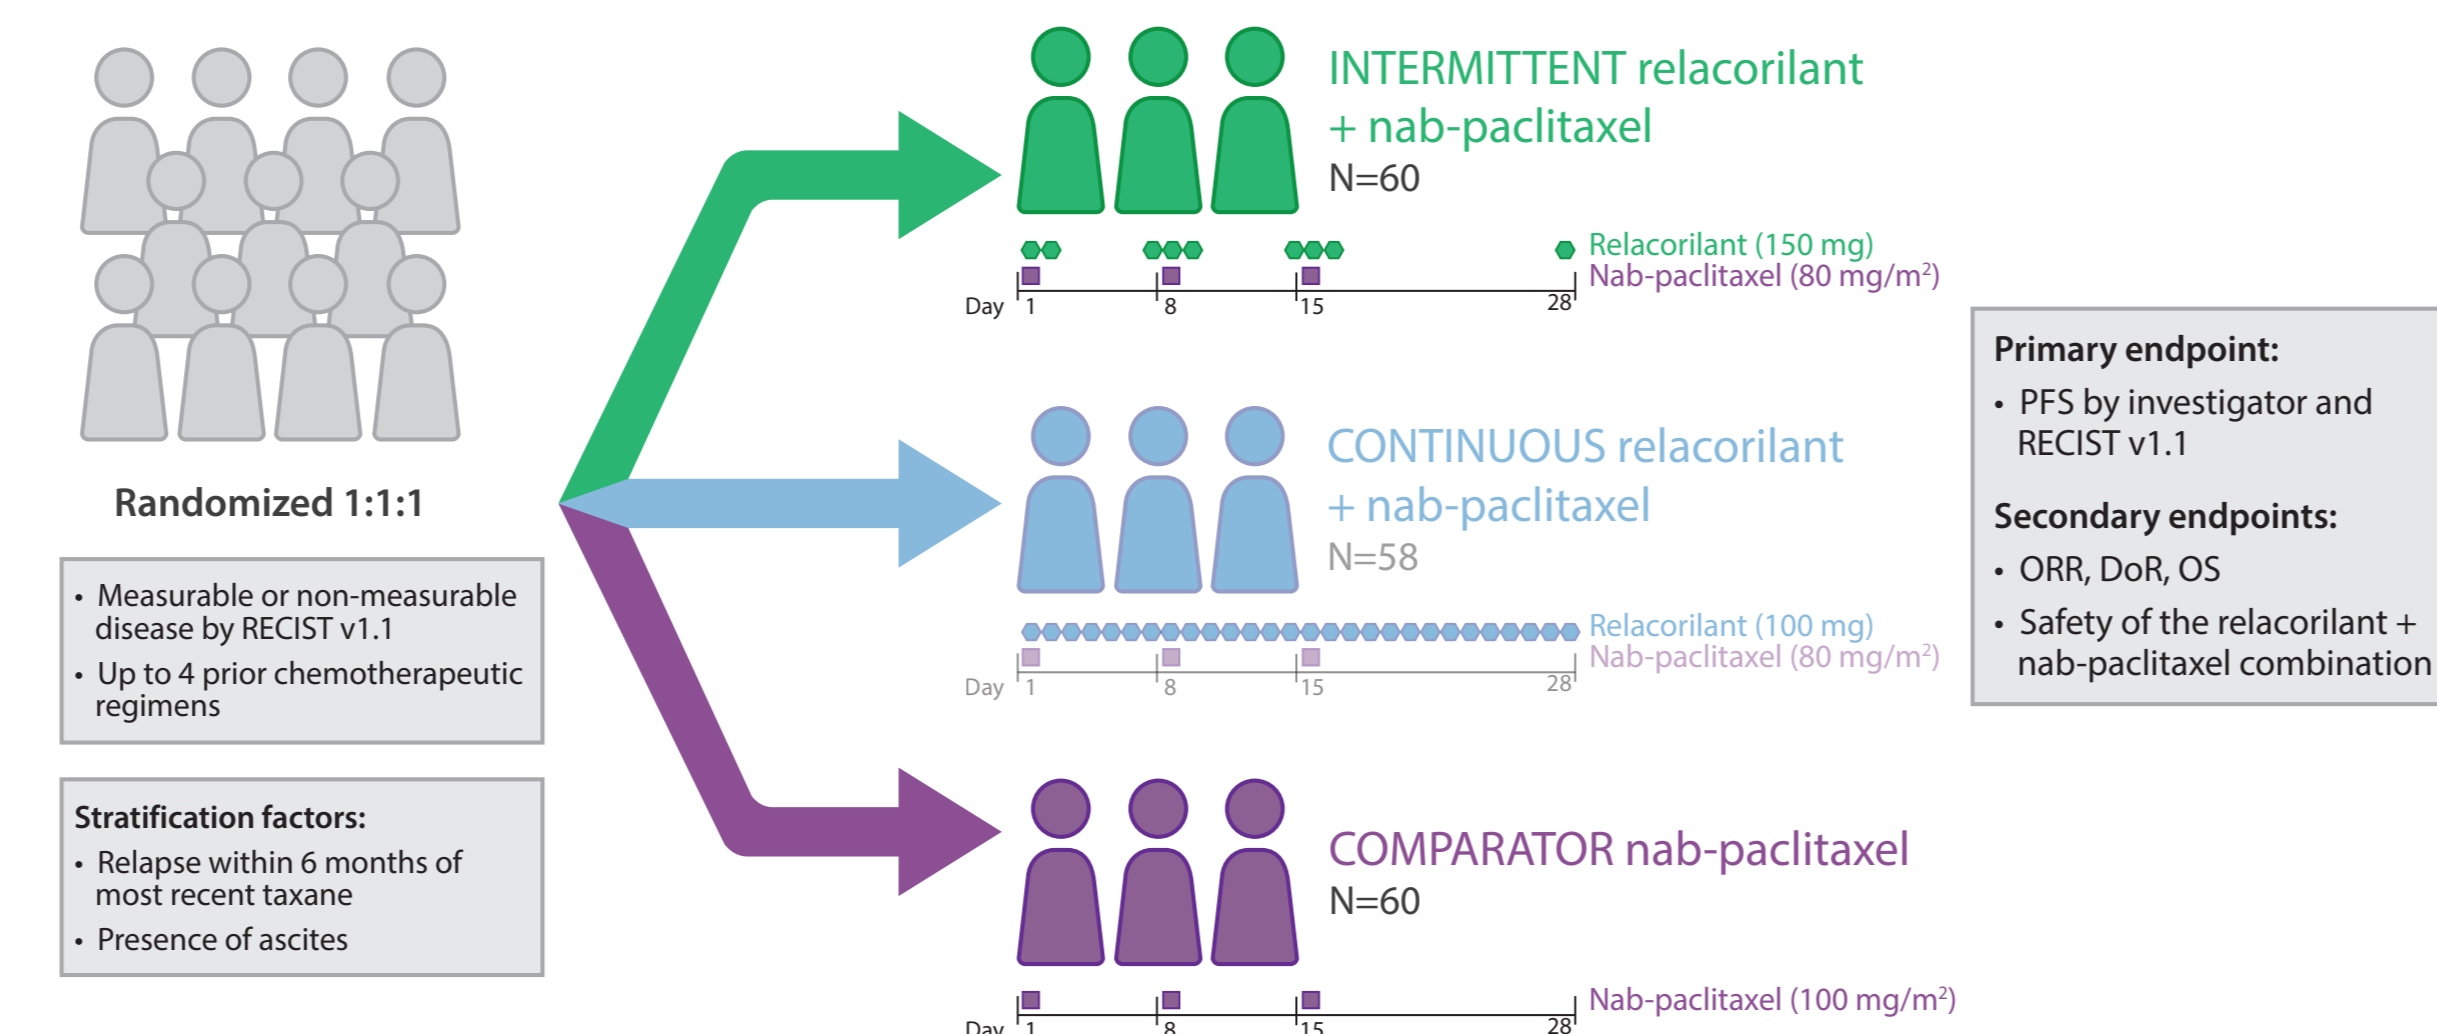 Randomized 1:1:1
• Measurable or non-measurable
disease by RECIST v1.1
• Up to 4 prior chemotherapeutic
regimens
Stratification factors:
• Relapse within 6 months of
most recent taxane
• Presence of ascites
INTERMITTENT relacorilant
+ nab-paclitaxel
N=60
Relacorilant (150 mg)
Nab-paclitaxel (80 mg/m²)
Day 1 8 15 28
CONTINUOUS relacorilant
+ nab-paclitaxel
N=58
Relacorilant (100 mg)
Nab-paclitaxel (80 mg/m²)
Day 1 8 15 28
COMPARATOR nab-paclitaxel
N=60
Nab-paclitaxel (100 mg/m²)
Day 1 8 15 28
Primary endpoint:
• PFS by investigator and
RECIST v1.1
Secondary endpoints:
• ORR, DoR, OS
• Safety of the relacorilant +
nab-paclitaxel combination